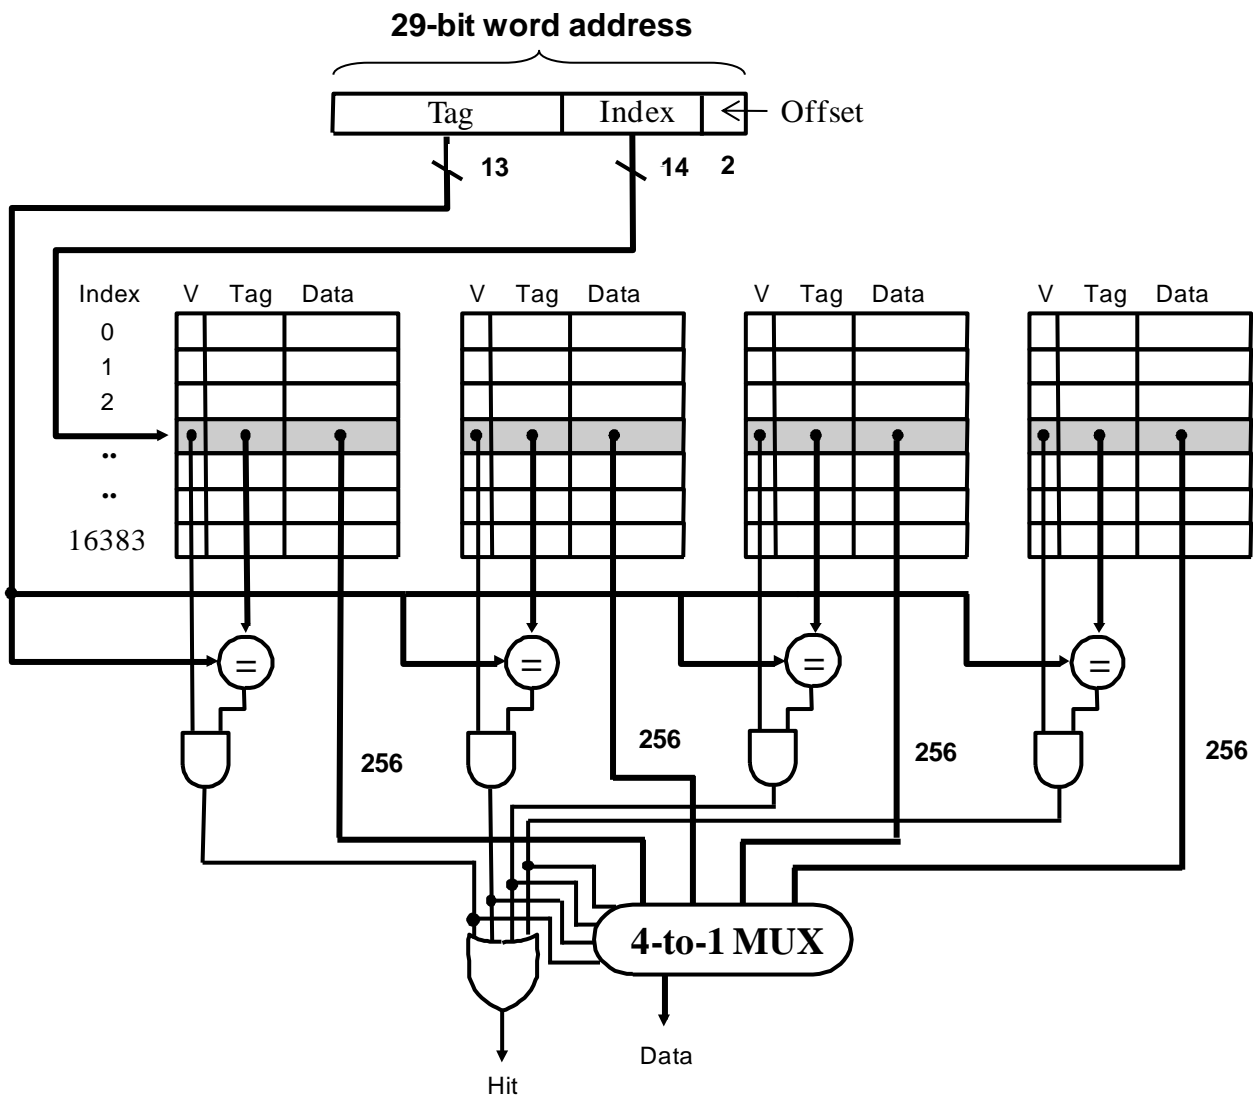 29-bit word address
Tag Index Offset
13 14 2
Index V Tag Data V Tag Data V Tag Data V Tag Data
0
1
2
..
..
16383
= = = =
256 256 256 256
4-to-1 MUX
Data
Hit